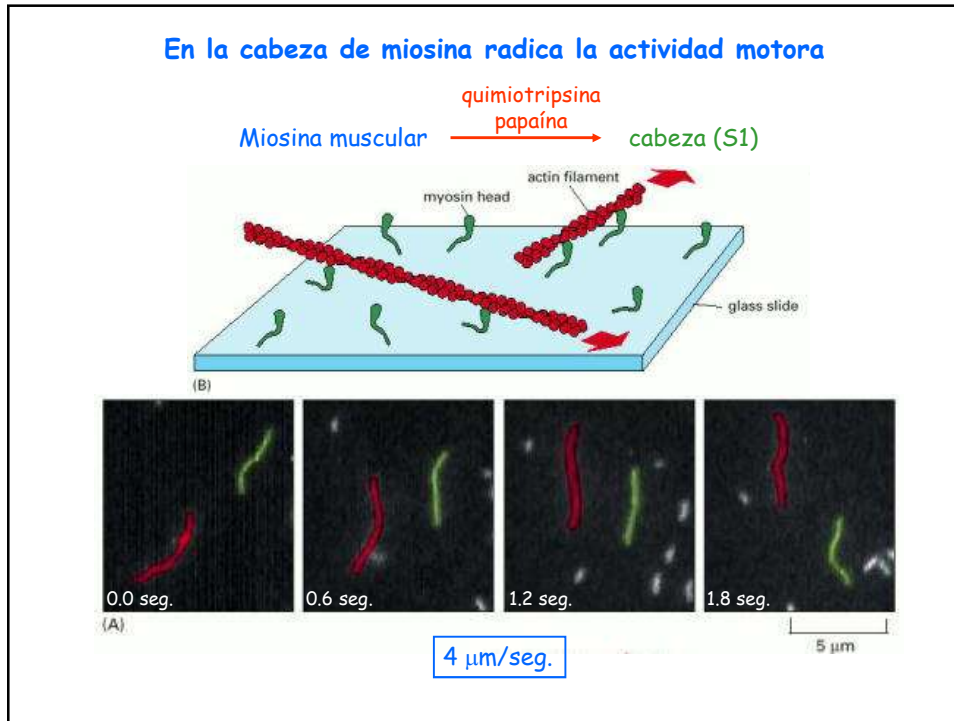 En la cabeza de miosina radica la actividad motora
quimiotripsina
papaína
Miosina muscular
cabeza (S1)
actin filament
myosin head
glass slide
(B)
0.0 seg.
0.6 seg.
1.2 seg.
1.8 seg.
(A)
5 μm
4 μm/seg.